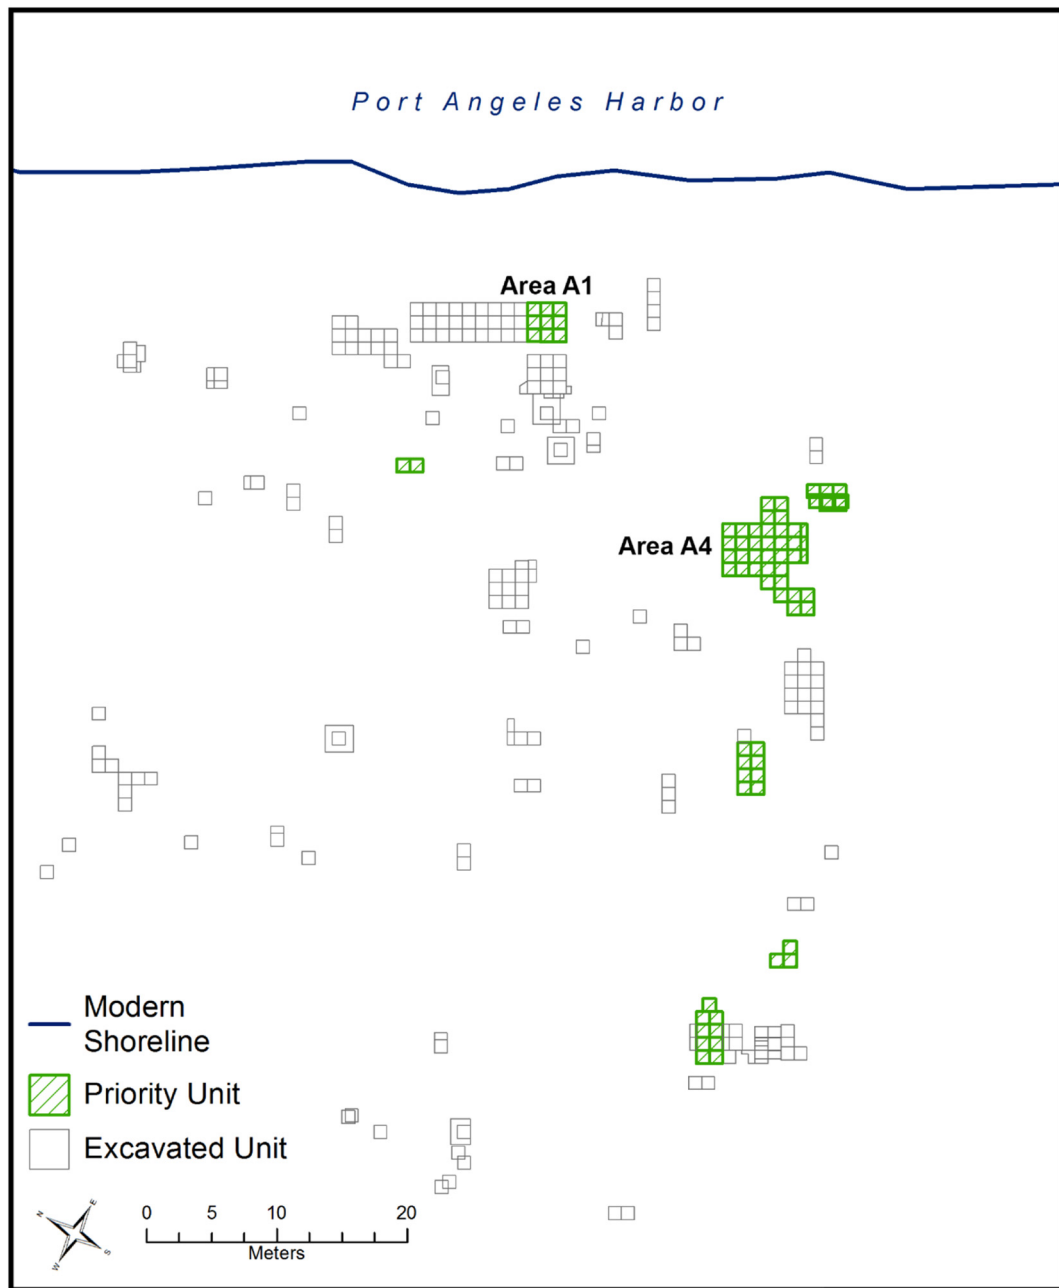 Port Angeles Harbor
Area A1
Area A4
Modern
Shoreline
Priority Unit
Excavated Unit
N
E
W
S
0 5 10 20
Meters